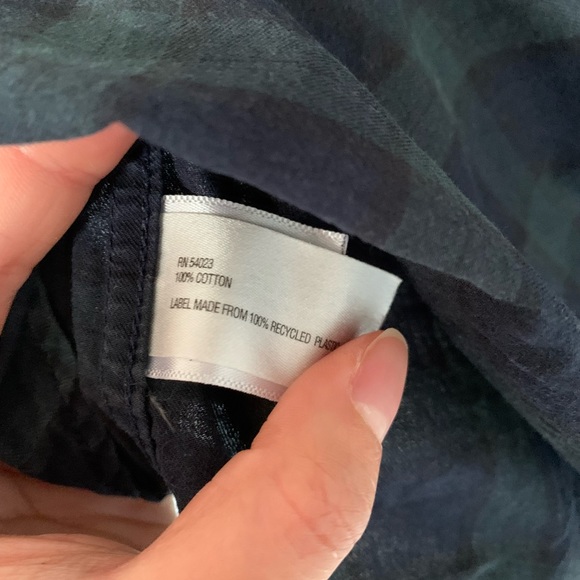 RN 54023
100% COTTON
LABEL MADE FROM 100% RECYCLED